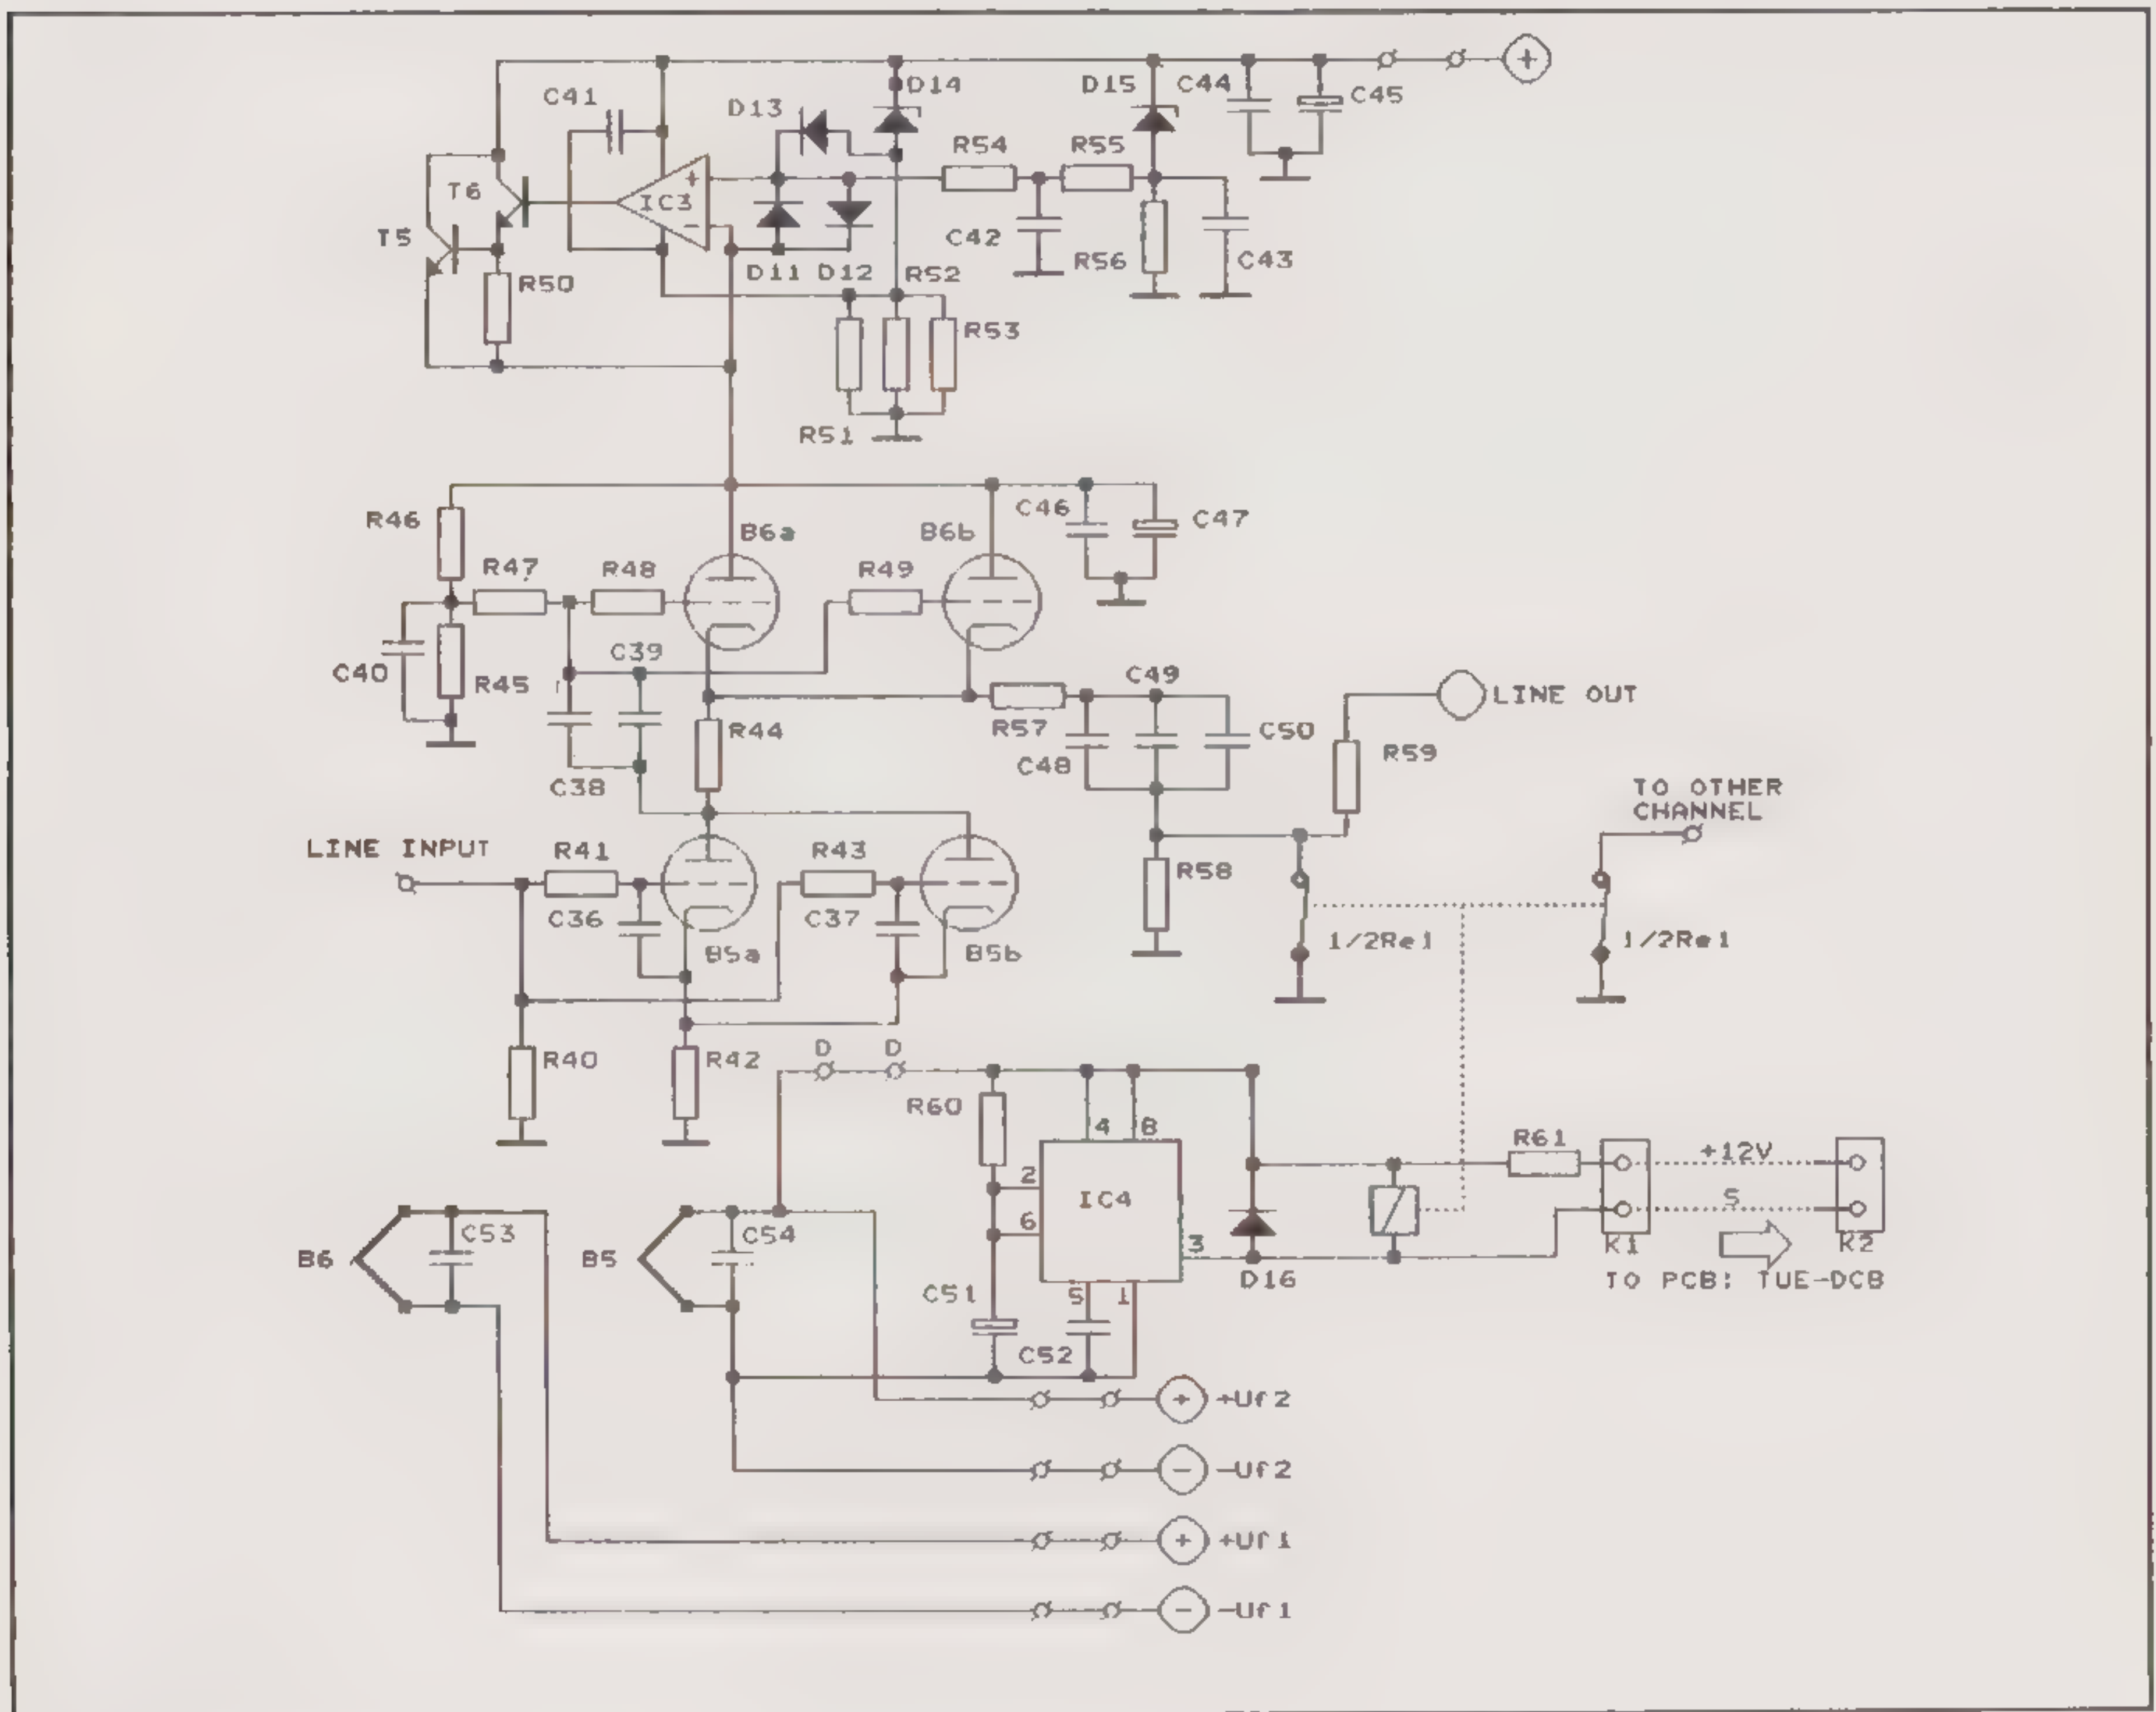 D14
D15
C44
C45
C41
D13
R54
R55
T6
+
IC3
-
T5
C42
R56
C43
D11
D12
R52
R50
R53
R51
R46
B6a
B6b
C46
C47
R47
R48
R49
C39
C40
R45
C49
LINE OUT
R44
R57
C50
C48
R59
C38
TO OTHER
CHANNEL
LINE INPUT
R41
R43
R58
C36
C37
B5a
B5b
1/2Re1
1/2Re1
D
D
R40
R42
R60
4
8
R61
+12V
2
IC4
S
6
C53
C54
B6
B5
3
K1
K2
D16
TO PCB: TUE-DCB
C51
5
1
C52
+
+Uf2
-
-Uf2
+
+Uf1
-
-Uf1
+